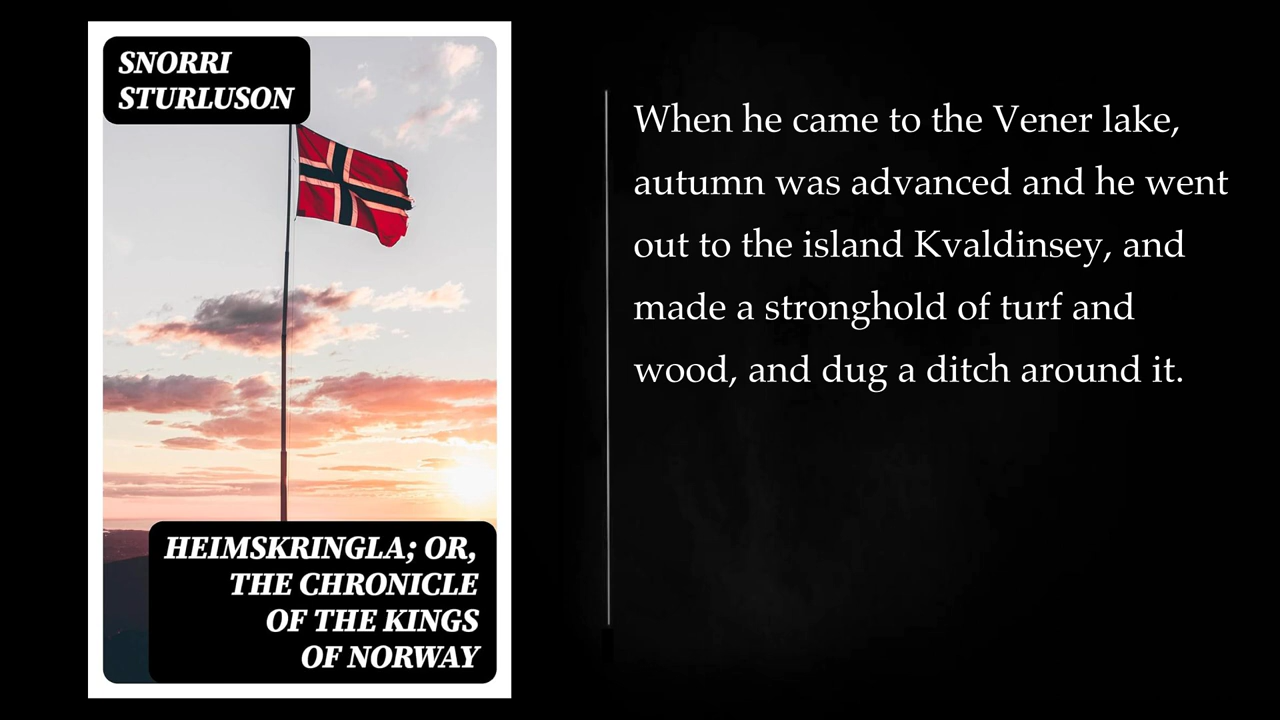 SNORRI
STURLUSON
HEIMSKRINGLA; OR,
THE CHRONICLE
OF THE KINGS
OF NORWAY
When he came to the Vener lake,
autumn was advanced and he went
out to the island Kvaldinsey, and
made a stronghold of turf and
wood, and dug a ditch around it.